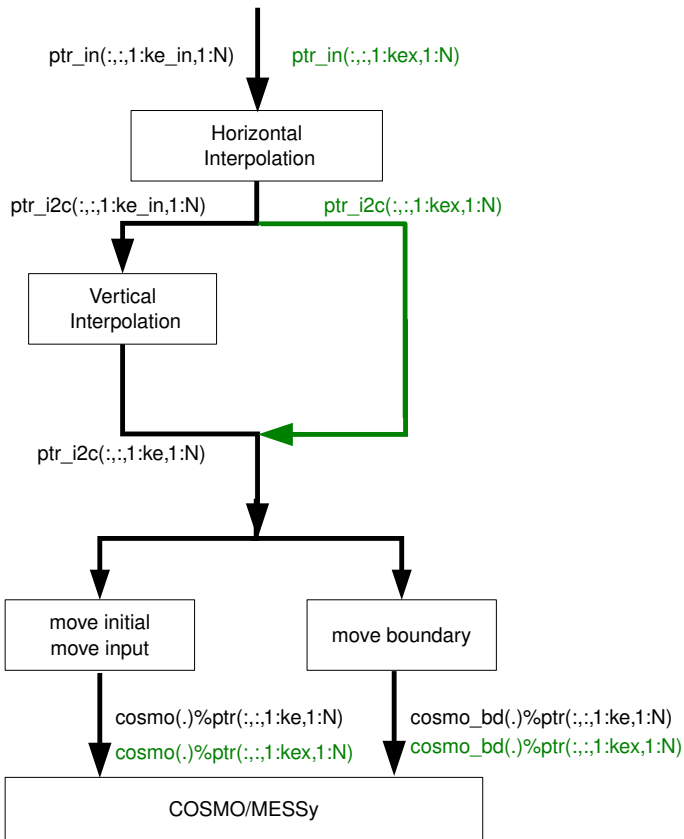 ptr_in(:,:,1:ke_in,1:N)
ptr_in(:,:,1:kex,1:N)
Horizontal
Interpolation
ptr_i2c(:,:,1:ke_in,1:N)
ptr_i2c(:,:,1:kex,1:N)
Vertical
Interpolation
ptr_i2c(:,:,1:ke,1:N)
move initial
move input
move boundary
cosmo(.)%ptr(:,:,1:ke,1:N)
cosmo(.)%ptr(:,:,1:kex,1:N)
cosmo_bd(.)%ptr(:,:,1:ke,1:N)
cosmo_bd(.)%ptr(:,:,1:kex,1:N)
COSMO/MESSy